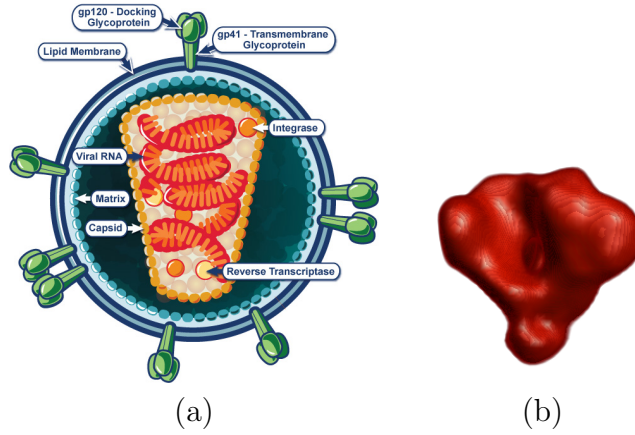 gp120 - Docking
Glycoprotein
gp41 - Transmembrane
Glycoprotein
Lipid Membrane
Integrase
Viral RNA
Matrix
Capsid
Reverse Transcriptase
(a)
(b)